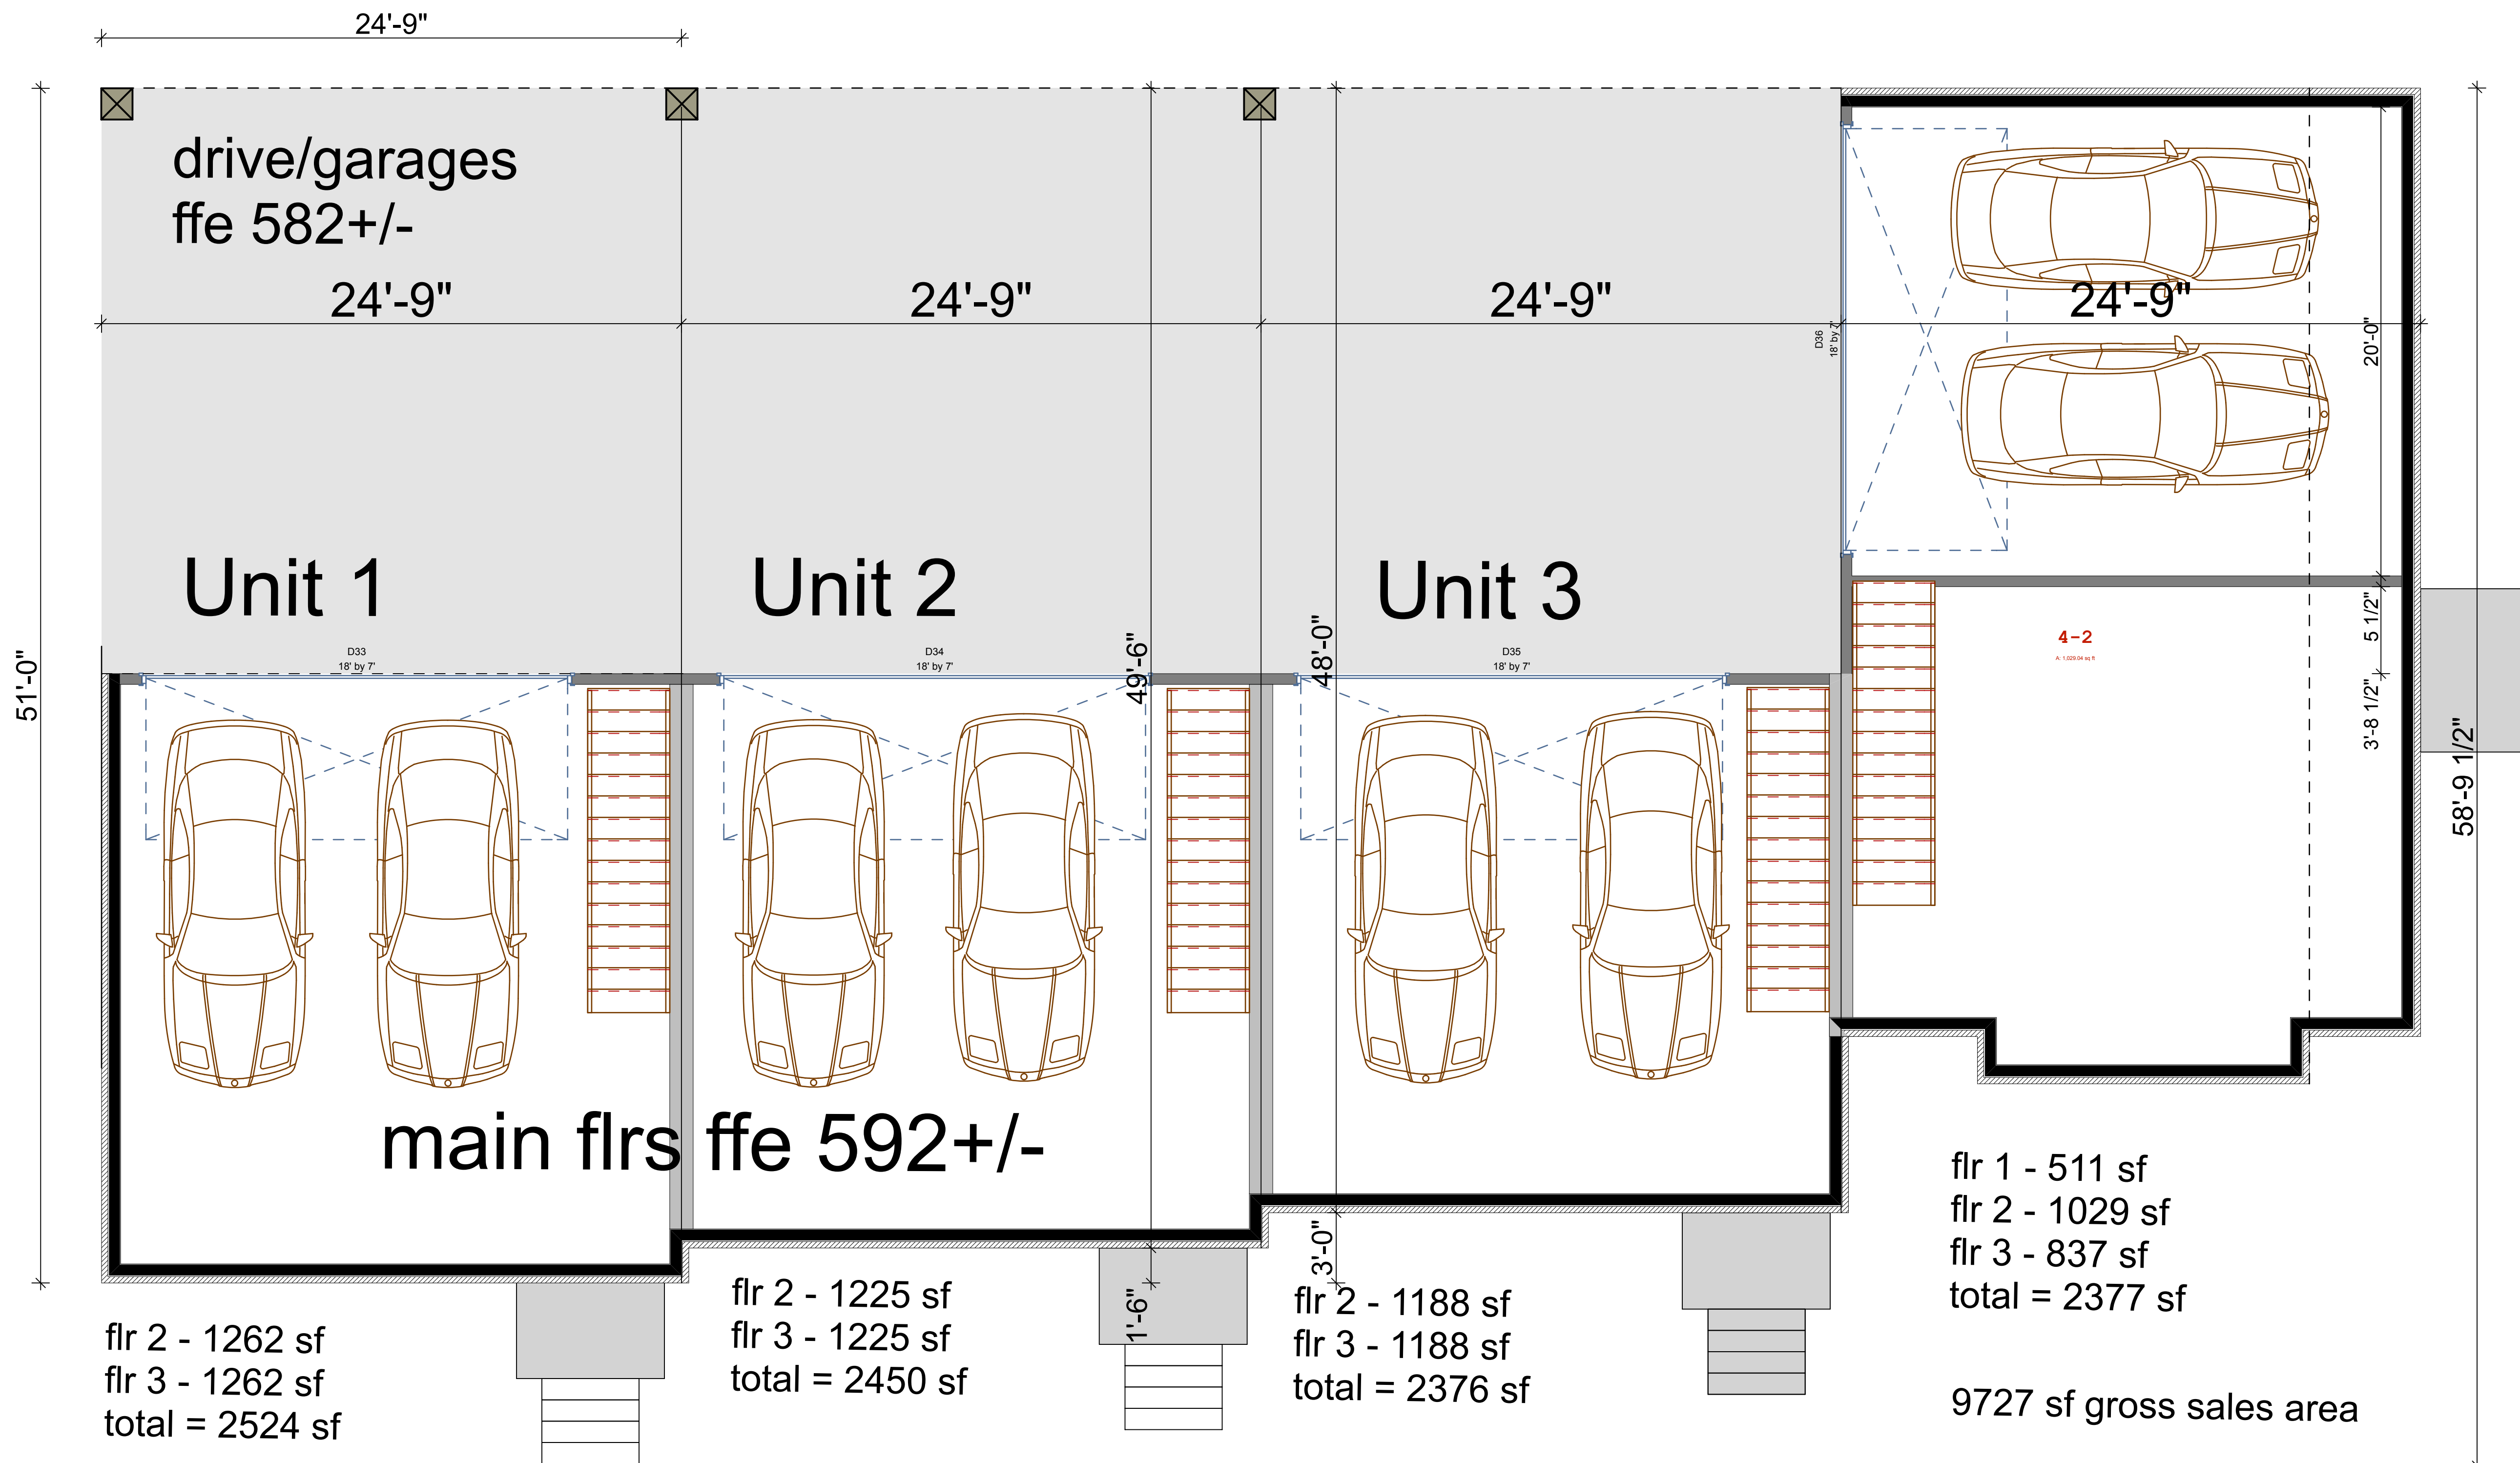 24'-9"
drive/garages
ffe 582+/-
24'-9"
24'-9"
24'-9"
24'-9"
D36
18' by 7'
20'-0"
Unit 1
Unit 2
Unit 3
5 1/2"
4-2
A: 1,029.04 sq ft
D33
18' by 7'
D34
18' by 7'
D35
18' by 7'
51'-0"
49'-6"
48'-0"
3'-8 1/2"
58'-9 1/2"
main flrs ffe 592+/-
3'-0"
1'-6"
flr 2 - 1262 sf
flr 3 - 1262 sf
total = 2524 sf
flr 2 - 1225 sf
flr 3 - 1225 sf
total = 2450 sf
flr 2 - 1188 sf
flr 3 - 1188 sf
total = 2376 sf
flr 1 - 511 sf
flr 2 - 1029 sf
flr 3 - 837 sf
total = 2377 sf
9727 sf gross sales area